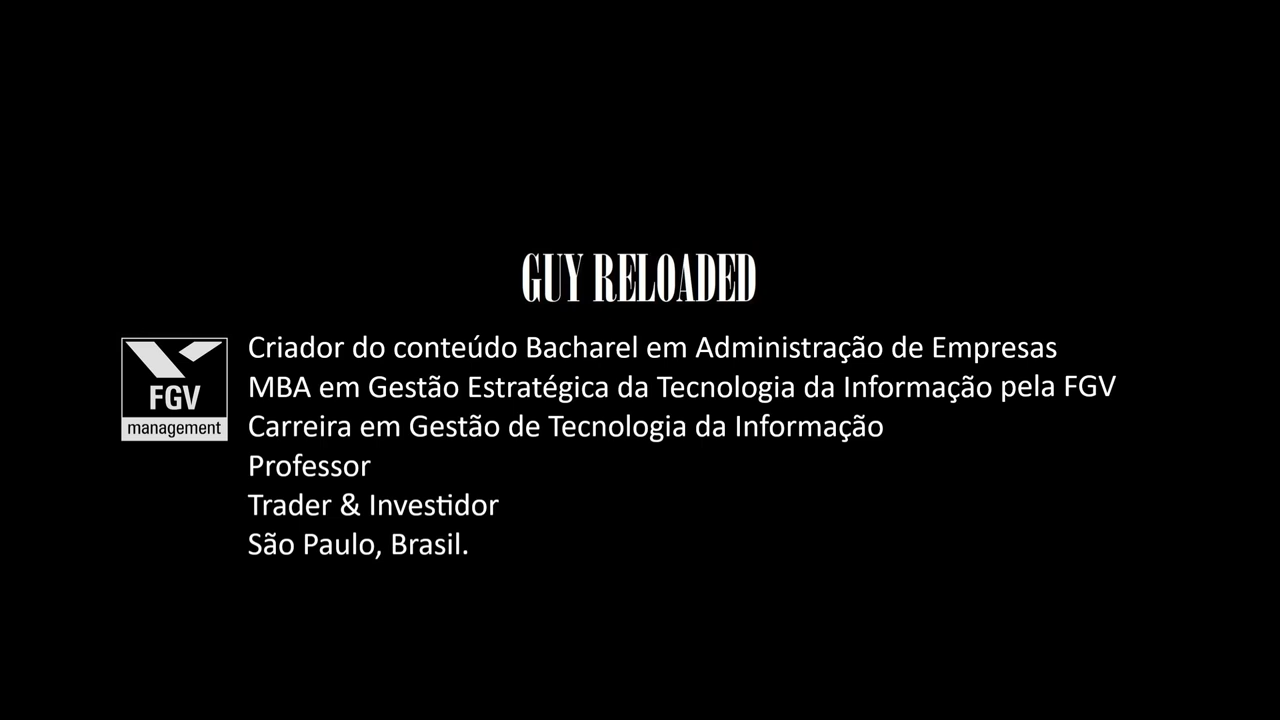 GUY RELOADED
FGV
management
Criador do conteúdo Bacharel em Administração de Empresas
MBA em Gestão Estratégica da Tecnologia da Informação pela FGV
Carreira em Gestão de Tecnologia da Informação
Professor
Trader & Investidor
São Paulo, Brasil.